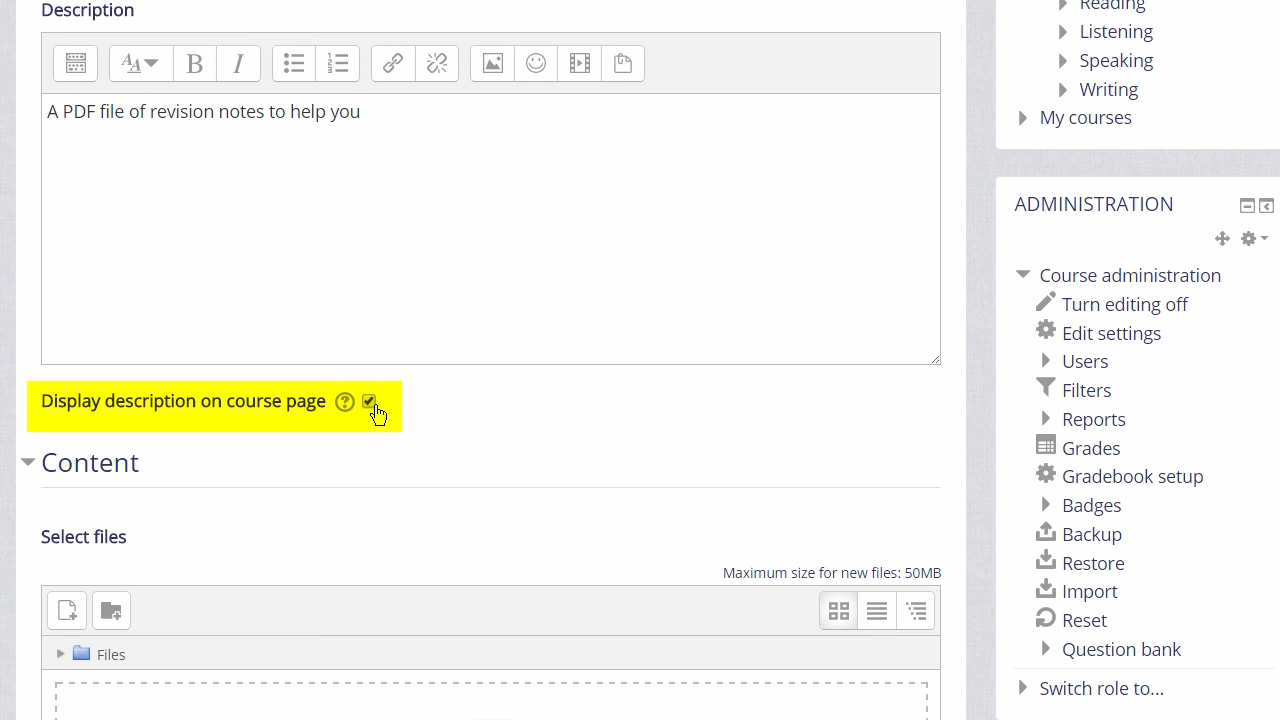 Description
A PDF file of revision notes to help you
Display description on course page
Content
Select files
Maximum size for new files: 50MB
Files
Reading
Listening
Speaking
Writing
My courses
ADMINISTRATION
Course administration
Turn editing off
Edit settings
Users
Filters
Reports
Grades
Gradebook setup
Badges
Backup
Restore
Import
Reset
Question bank
Switch role to...